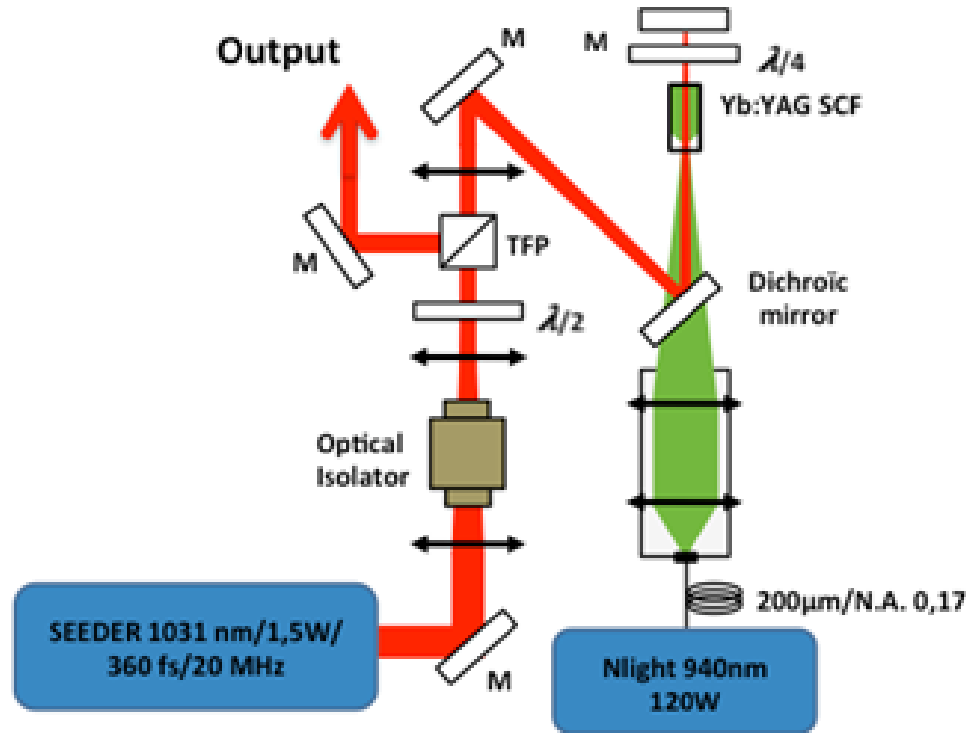 Output
M
M
λ/4
Yb:YAG SCF
TFP
M
Dichroïc
mirror
λ/2
Optical
Isolator
200µm/N.A. 0,17
SEEDER 1031 nm/1,5W/
360 fs/20 MHz
M
Nlight 940nm
120W